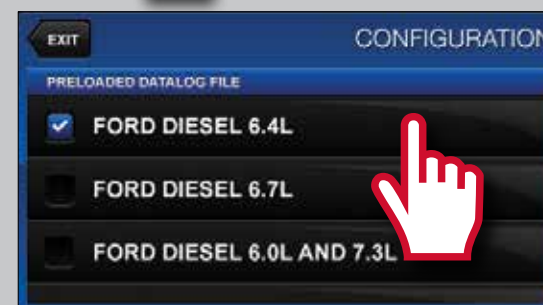 EXIT
CONFIGURATION
PRELOADED DATALOG FILE
FORD DIESEL 6.4L
FORD DIESEL 6.7L
FORD DIESEL 6.0L AND 7.3L